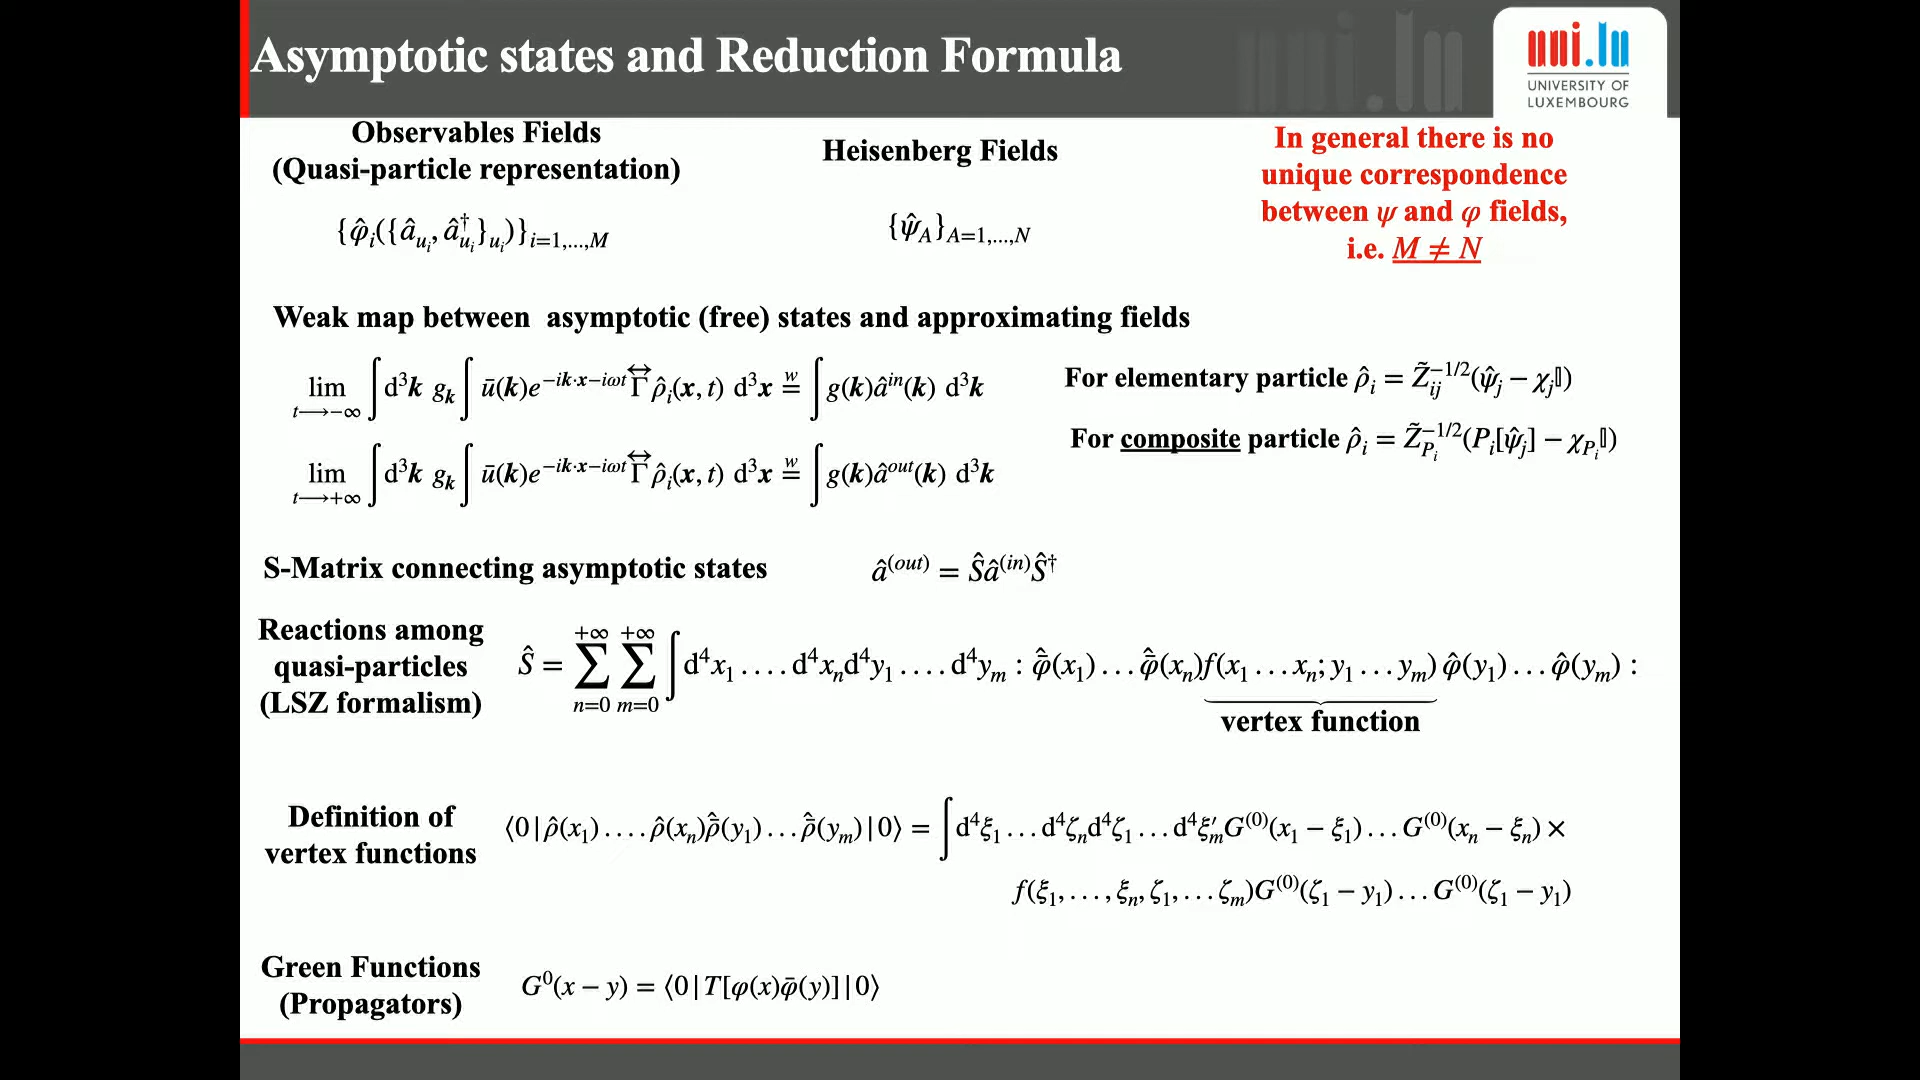 Asymptotic states and Reduction Formula
uni.lu
UNIVERSITY OF
LUXEMBOURG
Observables Fields
(Quasi-particle representation)
{φ̂_i({â_{u_i}, â†_{u_i}}_{u_i})}_{i=1,...,M}
Heisenberg Fields
{ψ̂_A}_{A=1,...,N}
In general there is no
unique correspondence
between ψ and φ fields,
i.e. M ≠ N
Weak map between asymptotic (free) states and approximating fields
lim_{t⟶−∞} ∫ d³k g_k ∫ ū(k)e^{−ik·x−iωt} Γ^↔ ρ̂_i(x, t) d³x =^w ∫ g(k)â^{in}(k) d³k
lim_{t⟶+∞} ∫ d³k g_k ∫ ū(k)e^{−ik·x−iωt} Γ^↔ ρ̂_i(x, t) d³x =^w ∫ g(k)â^{out}(k) d³k
For elementary particle ρ̂_i = Z̃_{ij}^{−1/2}(ψ̂_j − χ_j𝕀)
For composite particle ρ̂_i = Z̃_{P_i}^{−1/2}(P_i[ψ̂_j] − χ_{P_i}𝕀)
S-Matrix connecting asymptotic states â^{(out)} = Ŝâ^{(in)}Ŝ†
Reactions among
quasi-particles
(LSZ formalism)
Ŝ = ∑_{n=0}^{+∞} ∑_{m=0}^{+∞} ∫ d⁴x₁ . . . . d⁴x_n d⁴y₁ . . . . d⁴y_m : φ̄̂(x₁) . . . φ̄̂(x_n) f(x₁ . . . x_n; y₁ . . . y_m) φ̂(y₁) . . . φ̂(y_m) :
vertex function
Definition of
vertex functions
⟨0 | ρ̂(x₁) . . . . ρ̂(x_n)ρ̄̂(y₁) . . . ρ̄̂(y_m) | 0⟩ = ∫ d⁴ξ₁ . . . d⁴ζ_n d⁴ζ₁ . . . d⁴ξ′_m G^{(0)}(x₁ − ξ₁) . . . G^{(0)}(x_n − ξ_n) ×
f(ξ₁, . . . , ξ_n, ζ₁, . . . ζ_m)G^{(0)}(ζ₁ − y₁) . . . G^{(0)}(ζ₁ − y₁)
Green Functions
(Propagators)
G⁰(x − y) = ⟨0 | T[φ(x)φ̄(y)] | 0⟩